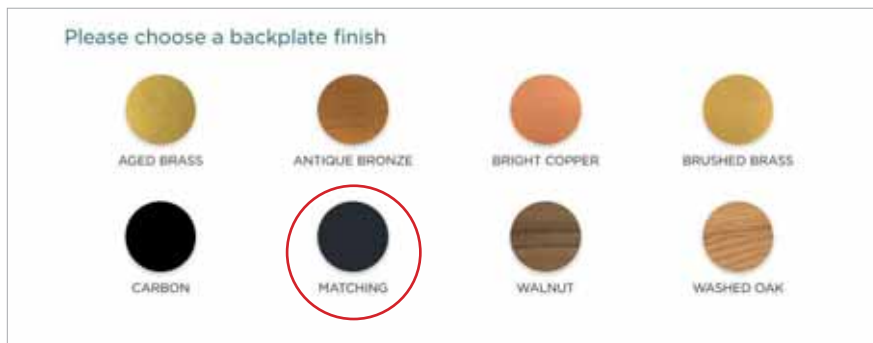 Please choose a backplate finish
AGED BRASS ANTIQUE BRONZE BRIGHT COPPER BRUSHED BRASS
CARBON MATCHING WALNUT WASHED OAK